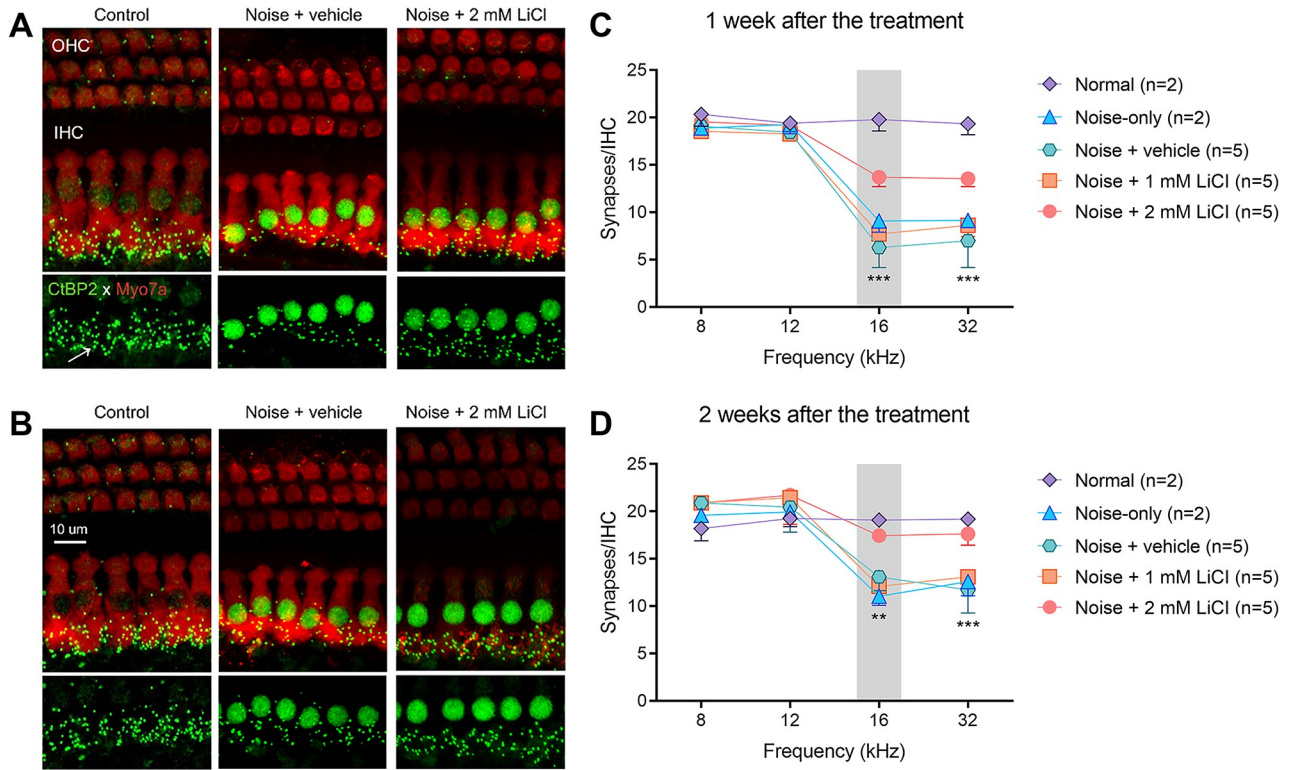 A
Control
Noise + vehicle
Noise + 2 mM LiCl
OHC
IHC
CtBP2 x Myo7a
B
Control
Noise + vehicle
Noise + 2 mM LiCl
10 um
C
1 week after the treatment
Synapses/IHC
25
20
15
10
5
0
***
***
8
12
16
32
Frequency (kHz)
Normal (n=2)
Noise-only (n=2)
Noise + vehicle (n=5)
Noise + 1 mM LiCl (n=5)
Noise + 2 mM LiCl (n=5)
D
2 weeks after the treatment
Synapses/IHC
25
20
15
10
5
0
**
***
8
12
16
32
Frequency (kHz)
Normal (n=2)
Noise-only (n=2)
Noise + vehicle (n=5)
Noise + 1 mM LiCl (n=5)
Noise + 2 mM LiCl (n=5)